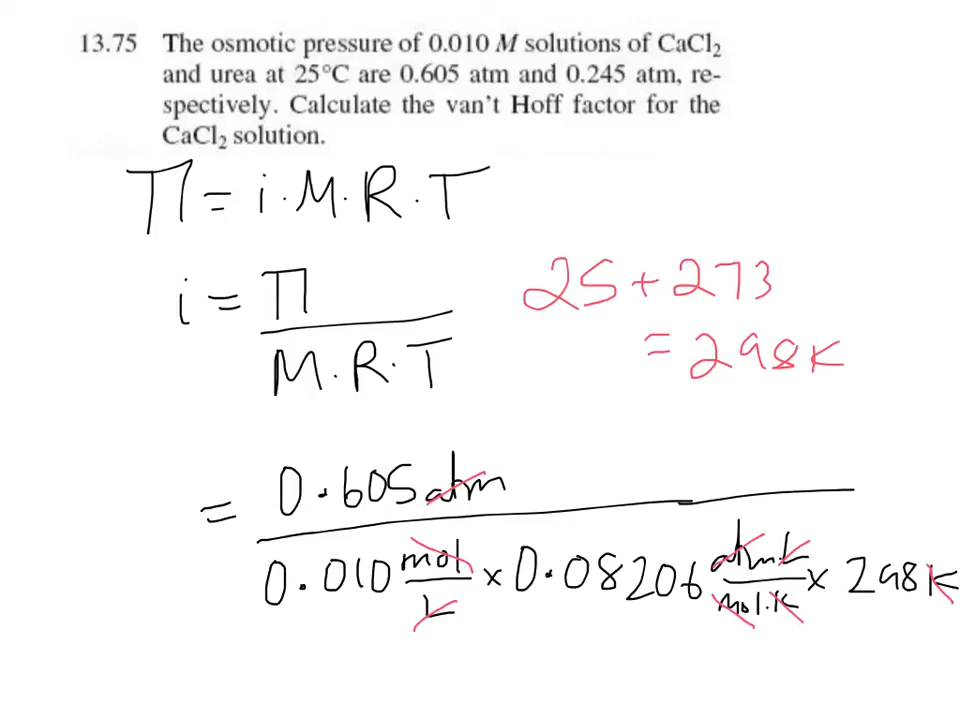 13.75 The osmotic pressure of 0.010 M solutions of CaCl₂
and urea at 25°C are 0.605 atm and 0.245 atm, re-
spectively. Calculate the van't Hoff factor for the
CaCl₂ solution.
Π = i.M.R.T
i = Π
M.R.T
25 + 273
= 298K
= 0.605 atm
0.010 mol/L × 0.08206 atm.L/mol.K × 298K